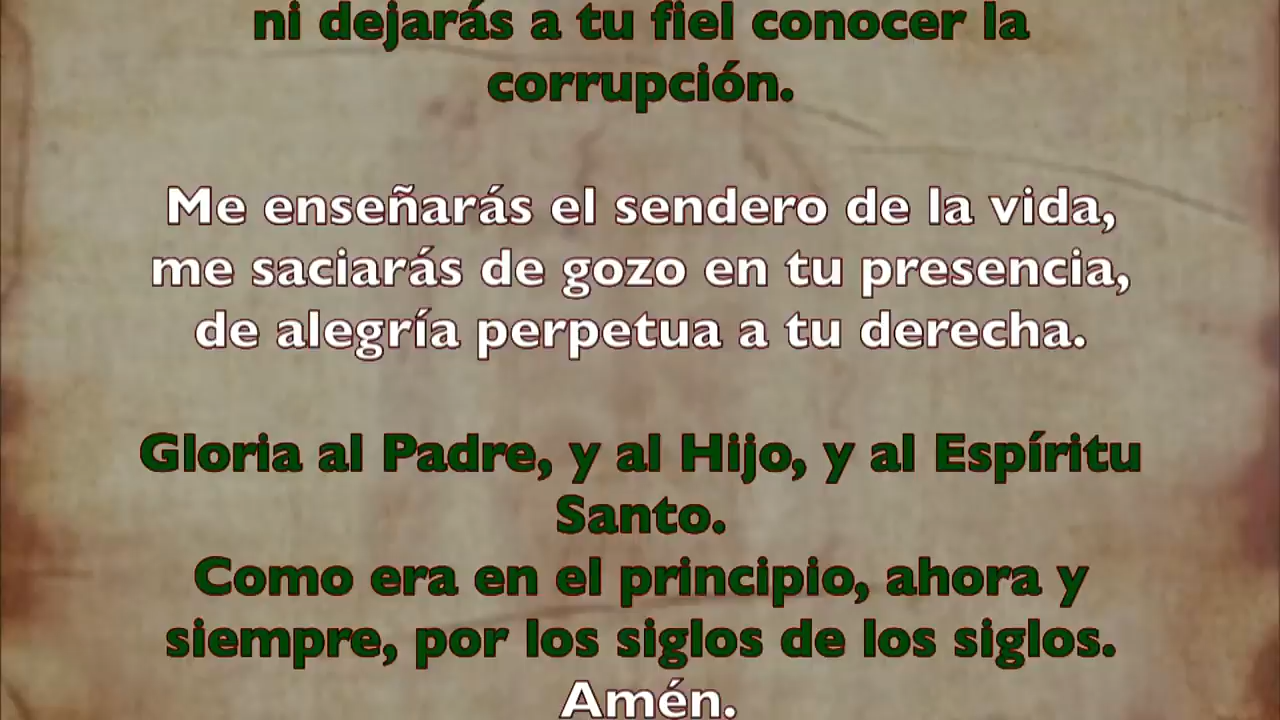 ni dejarás a tu fiel conocer la
corrupción.
Me enseñarás el sendero de la vida,
me saciarás de gozo en tu presencia,
de alegría perpetua a tu derecha.
Gloria al Padre, y al Hijo, y al Espíritu
Santo.
Como era en el principio, ahora y
siempre, por los siglos de los siglos.
Amén.